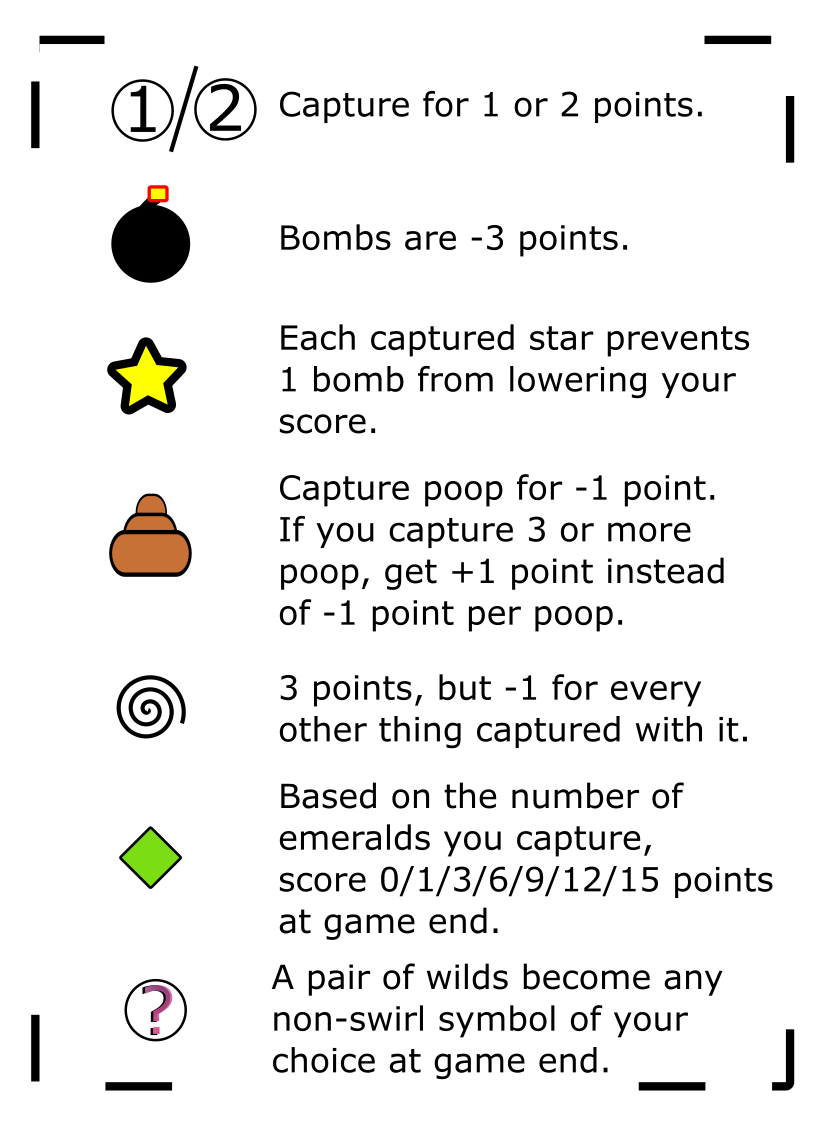 ①/② Capture for 1 or 2 points.
Bombs are -3 points.
Each captured star prevents
1 bomb from lowering your
score.
Capture poop for -1 point.
If you capture 3 or more
poop, get +1 point instead
of -1 point per poop.
3 points, but -1 for every
other thing captured with it.
Based on the number of
emeralds you capture,
score 0/1/3/6/9/12/15 points
at game end.
?
A pair of wilds become any
non-swirl symbol of your
choice at game end.